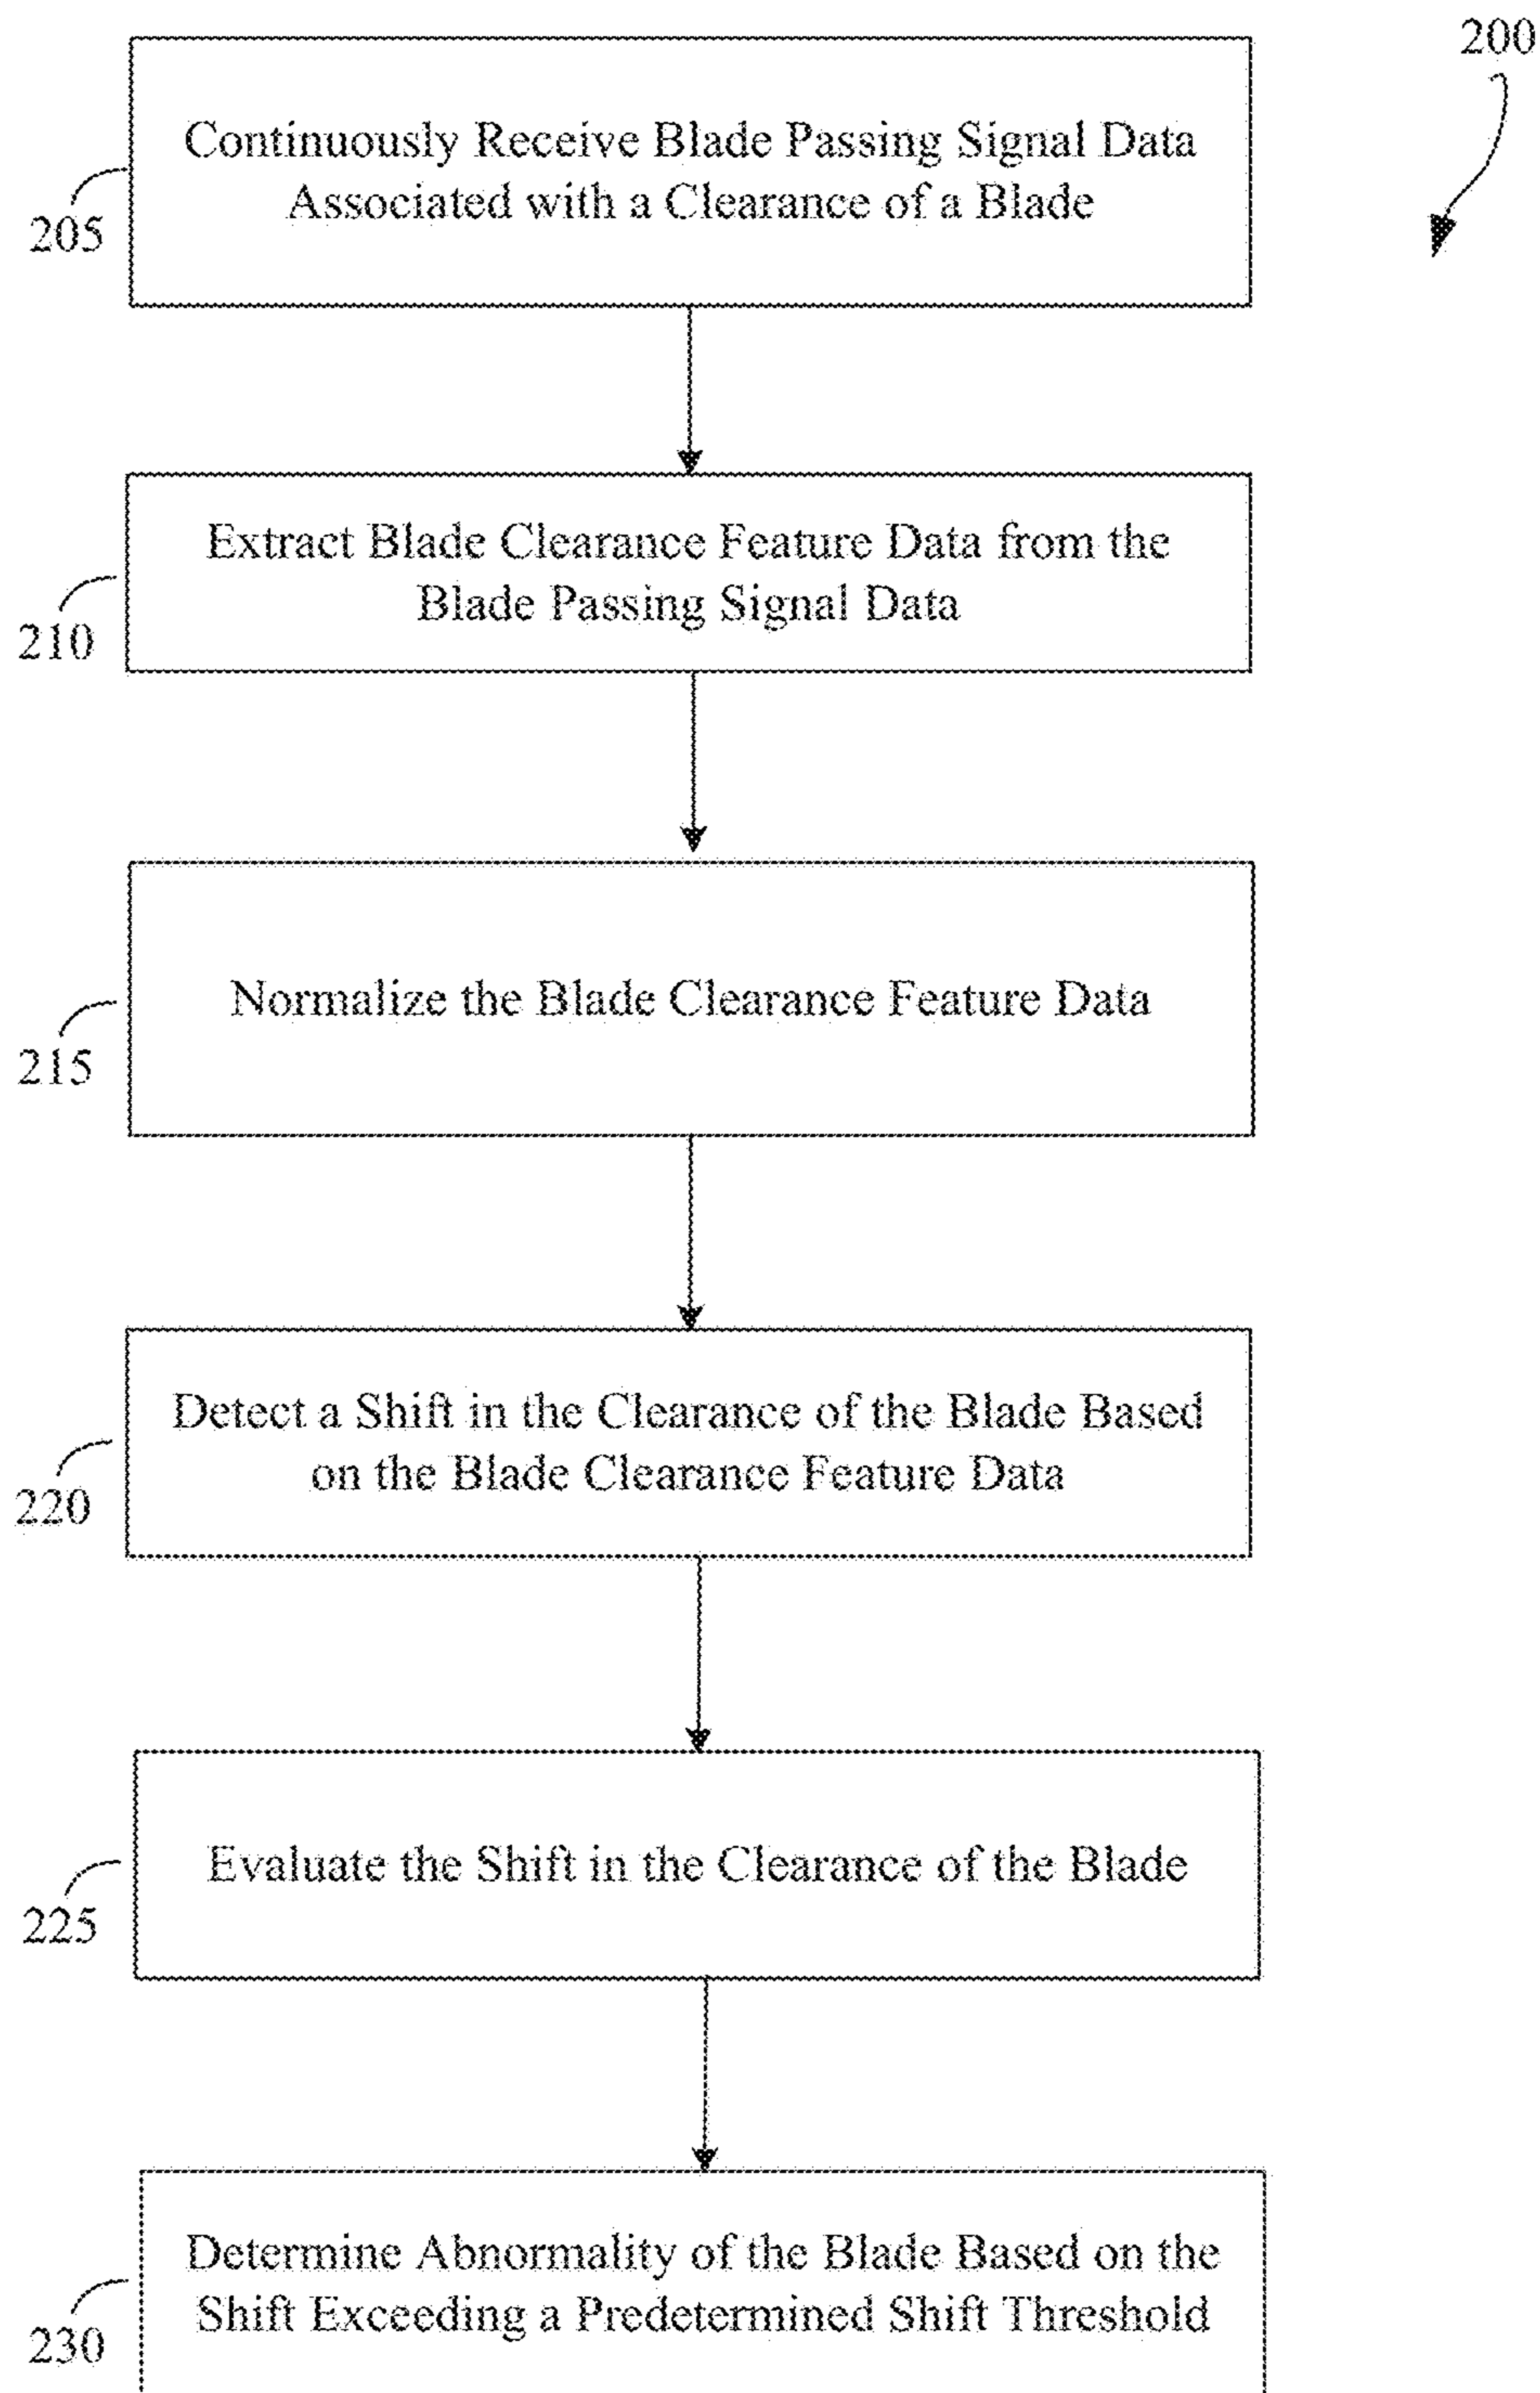 200
Continuously Receive Blade Passing Signal Data
Associated with a Clearance of a Blade
205
Extract Blade Clearance Feature Data from the
Blade Passing Signal Data
210
Normalize the Blade Clearance Feature Data
215
Detect a Shift in the Clearance of the Blade Based
on the Blade Clearance Feature Data
220
Evaluate the Shift in the Clearance of the Blade
225
Determine Abnormality of the Blade Based on the
Shift Exceeding a Predetermined Shift Threshold
230